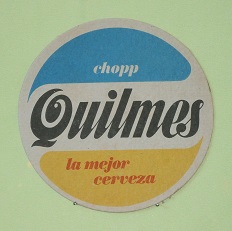 chopp
Quilmes
la mejor
cerveza